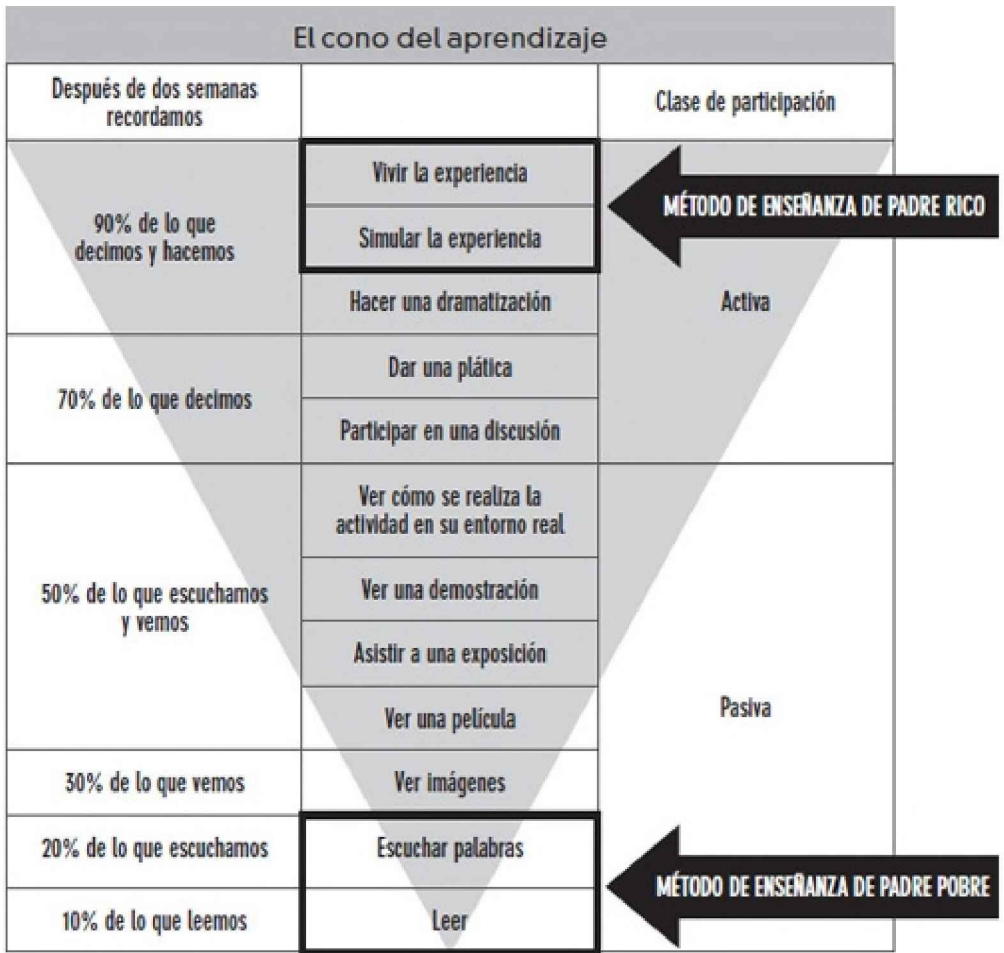 El cono del aprendizaje
Después de dos semanas
recordamos
Clase de participación
90% de lo que
decimos y hacemos
Vivir la experiencia
Simular la experiencia
Hacer una dramatización
MÉTODO DE ENSEÑANZA DE PADRE RICO
Activa
70% de lo que decimos
Dar una plática
Participar en una discusión
50% de lo que escuchamos
y vemos
Ver cómo se realiza la
actividad en su entorno real
Ver una demostración
Asistir a una exposición
Ver una película
Pasiva
30% de lo que vemos
Ver imágenes
20% de lo que escuchamos
Escuchar palabras
MÉTODO DE ENSEÑANZA DE PADRE POBRE
10% de lo que leemos
Leer